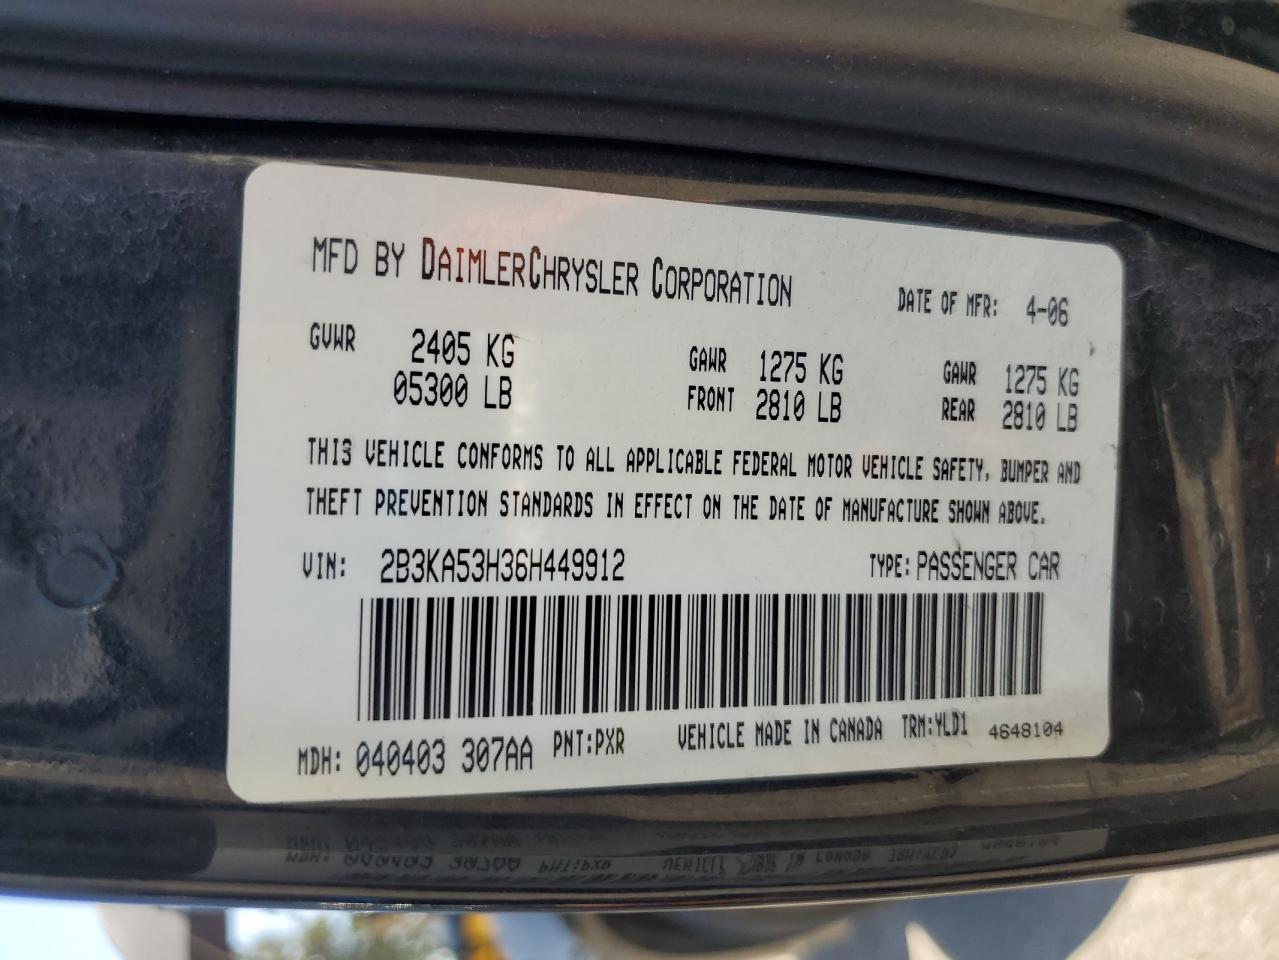 MFD BY DAIMLERCHRYSLER CORPORATION DATE OF MFR: 4-06
GVWR 2405 KG GAWR 1275 KG GAWR 1275 KG
05300 LB FRONT 2810 LB REAR 2810 LB
THIS VEHICLE CONFORMS TO ALL APPLICABLE FEDERAL MOTOR VEHICLE SAFETY, BUMPER AND
THEFT PREVENTION STANDARDS IN EFFECT ON THE DATE OF MANUFACTURE SHOWN ABOVE.
VIN: 2B3KA53H36H449912 TYPE: PASSENGER CAR
MDH: 040403 307AA PNT:PXR VEHICLE MADE IN CANADA TRM:YLD1 4648104